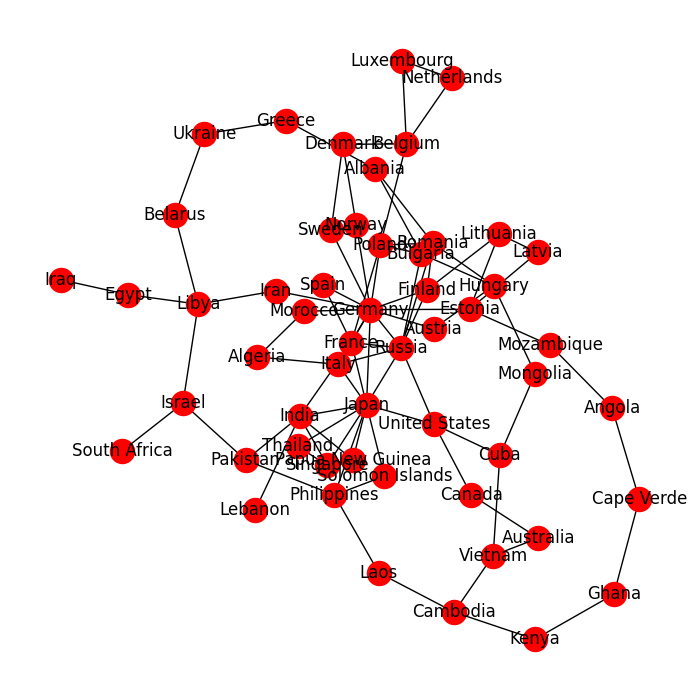 Luxembourg
Netherlands
Greece
Ukraine
Denmark
Belgium
Albania
Belarus
Norway
Sweden
Lithuania
Poland
Romania
Bulgaria
Latvia
Iraq
Egypt
Libya
Iran
Spain
Finland
Hungary
Morocco
Germany
Estonia
Austria
France
Russia
Mozambique
Algeria
Italy
Mongolia
Israel
Japan
Angola
India
United States
South Africa
Thailand
Pakistan
Papua New Guinea
Singapore
Cuba
Solomon Islands
Philippines
Canada
Cape Verde
Lebanon
Australia
Vietnam
Laos
Ghana
Cambodia
Kenya